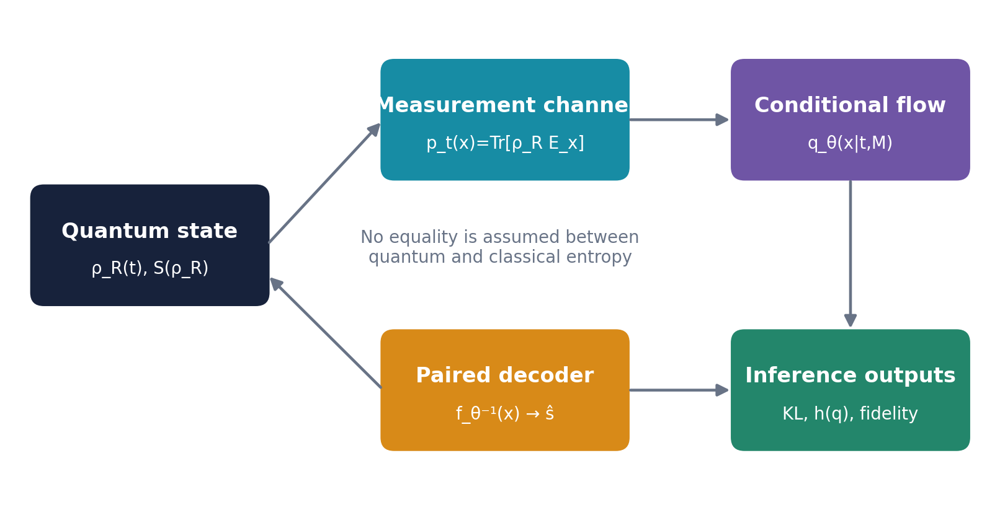 Measurement channel
p_t(x)=Tr[ρ_R E_x]
Conditional flow
q_θ(x|t,M)
Quantum state
ρ_R(t), S(ρ_R)
No equality is assumed between
quantum and classical entropy
Paired decoder
f_θ⁻¹(x) → ŝ
Inference outputs
KL, h(q), fidelity